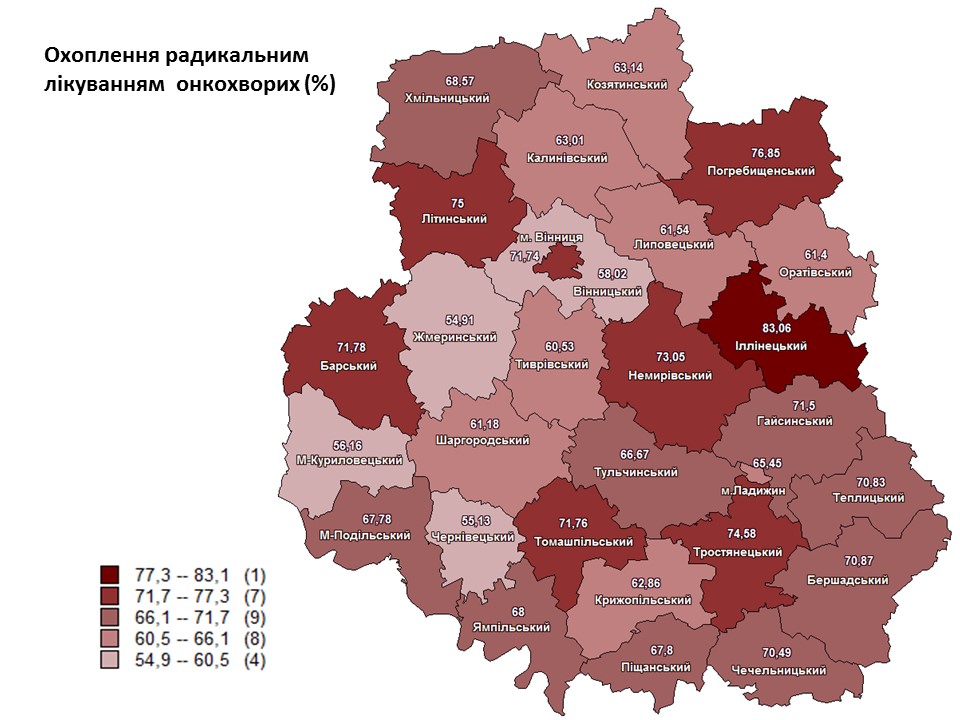 Охоплення радикальним
лікуванням онкохворих (%)
63,14
Козятинський
68,57
Хмільницький
63,01
Калинівський
76,85
Погребищенський
75
Літинський
61,54
Липовецький
м. Вінниця
71,74
58,02
Вінницький
61,4
Оратівський
54,91
Жмеринський
83,06
Іллінецький
71,78
Барський
60,53
Тиврівський
73,05
Немирівський
71,5
Гайсинський
61,18
Шаргородський
56,16
М-Куриловецький
66,67
Тульчинський
65,45
м.Ладижин
70,83
Теплицький
67,78
М-Подільський
55,13
Чернівецький
71,76
Томашпільський
74,58
Тростянецький
70,87
Бершадський
62,86
Крижопільський
68
Ямпільський
67,8
Піщанський
70,49
Чечельницький
77,3 -- 83,1 (1)
71,7 -- 77,3 (7)
66,1 -- 71,7 (9)
60,5 -- 66,1 (8)
54,9 -- 60,5 (4)